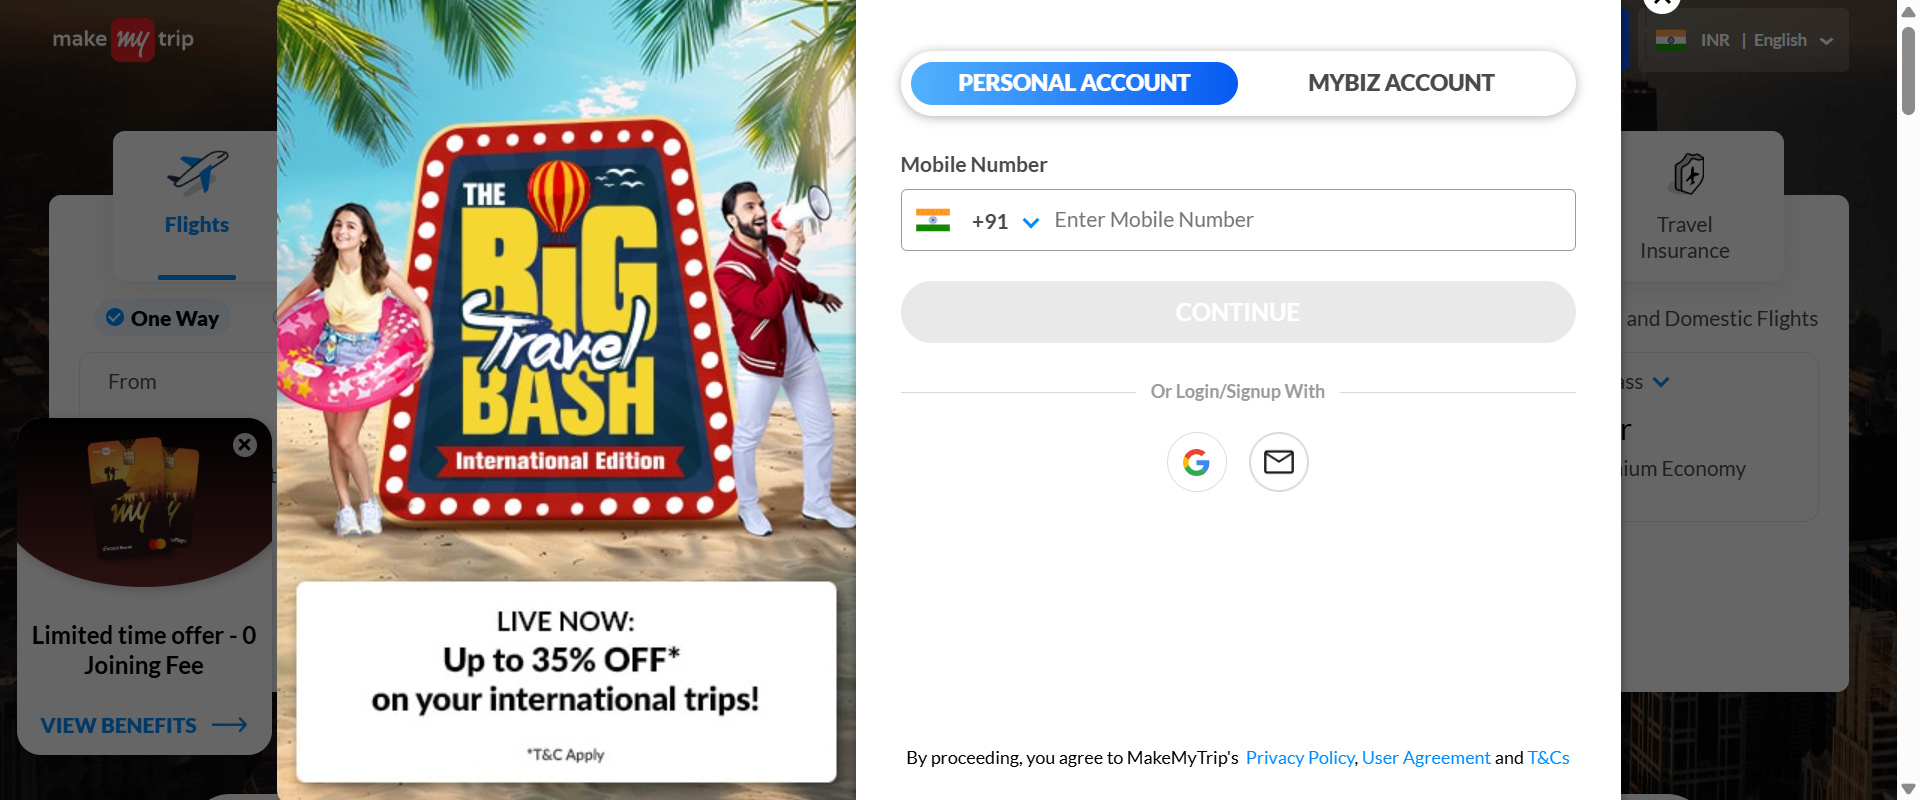 make my trip
INR | English
Flights
One Way
From
Limited time offer - 0
Joining Fee
VIEW BENEFITS
THE
BIG
Travel
BASH
International Edition
LIVE NOW:
Up to 35% OFF*
on your international trips!
*T&C Apply
PERSONAL ACCOUNT
MYBIZ ACCOUNT
Mobile Number
+91
Enter Mobile Number
CONTINUE
Or Login/Signup With
By proceeding, you agree to MakeMyTrip's Privacy Policy, User Agreement and T&Cs
Travel
Insurance
and Domestic Flights
Economy